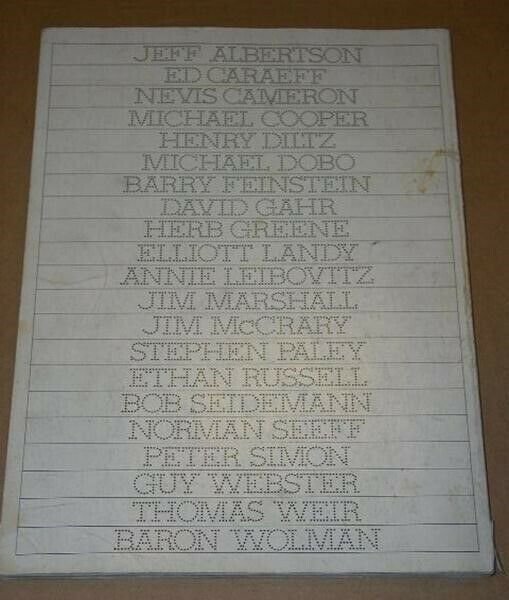 JEFF ALBERTSON
ED CARAEFF
NEVIS CAMERON
MICHAEL COOPER
HENRY DILTZ
MICHAEL DOBO
BARRY FEINSTEIN
DAVID GAHR
HERB GREENE
ELLIOTT LANDY
ANNIE LEIBOVITZ
JIM MARSHALL
JIM McCRARY
STEPHEN PALEY
ETHAN RUSSELL
BOB SEIDEMANN
NORMAN SEEFF
PETER SIMON
GUY WEBSTER
THOMAS WEIR
BARON WOLMAN